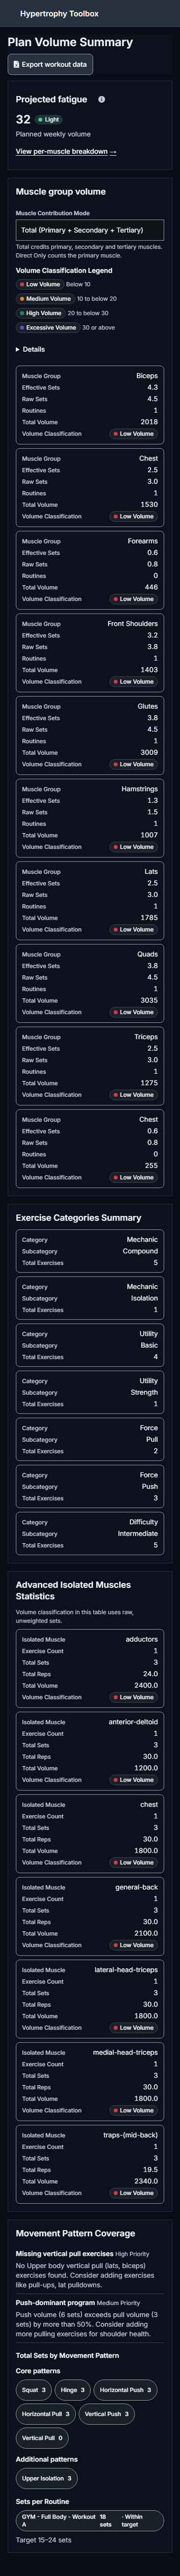 Hypertrophy Toolbox
Plan Volume Summary
Export workout data
Projected fatigue
32 Light
Planned weekly volume
View per-muscle breakdown →
Muscle group volume
Muscle Contribution Mode
Total (Primary + Secondary + Tertiary)
Total credits primary, secondary, and tertiary muscles.
Direct Only counts the primary muscle.
Volume Classification Legend
Low Volume Below 10
Medium Volume 10 to below 20
High Volume 20 to below 30
Excessive Volume 30 or above
Details
Muscle Group Biceps
Effective Sets 4.3
Raw Sets 4.5
Routines 1
Total Volume 2018
Volume Classification Low Volume
Muscle Group Chest
Effective Sets 2.5
Raw Sets 3.0
Routines 1
Total Volume 1530
Volume Classification Low Volume
Muscle Group Forearms
Effective Sets 0.6
Raw Sets 0.8
Routines 0
Total Volume 446
Volume Classification Low Volume
Muscle Group Front Shoulders
Effective Sets 3.2
Raw Sets 3.8
Routines 1
Total Volume 1403
Volume Classification Low Volume
Muscle Group Glutes
Effective Sets 3.8
Raw Sets 4.5
Routines 1
Total Volume 3009
Volume Classification Low Volume
Muscle Group Hamstrings
Effective Sets 1.3
Raw Sets 1.5
Routines 1
Total Volume 1007
Volume Classification Low Volume
Muscle Group Lats
Effective Sets 2.5
Raw Sets 3.0
Routines 1
Total Volume 1785
Volume Classification Low Volume
Muscle Group Quads
Effective Sets 3.8
Raw Sets 4.5
Routines 1
Total Volume 3035
Volume Classification Low Volume
Muscle Group Triceps
Effective Sets 2.5
Raw Sets 3.0
Routines 1
Total Volume 1275
Volume Classification Low Volume
Muscle Group Chest
Effective Sets 0.6
Raw Sets 0.8
Routines 0
Total Volume 255
Volume Classification Low Volume
Exercise Categories Summary
Category Mechanic
Subcategory Compound
Total Exercises 5
Category Mechanic
Subcategory Isolation
Total Exercises 1
Category Utility
Subcategory Basic
Total Exercises 4
Category Utility
Subcategory Strength
Total Exercises 1
Category Force
Subcategory Pull
Total Exercises 2
Category Force
Subcategory Push
Total Exercises 3
Category Difficulty
Subcategory Intermediate
Total Exercises 5
Advanced Isolated Muscles
Statistics
Volume classification in this table uses raw,
unweighted sets.
Isolated Muscle adductors
Exercise Count 1
Total Sets 3
Total Reps 24.0
Total Volume 2400.0
Volume Classification Low Volume
Isolated Muscle anterior-deltoid
Exercise Count 1
Total Sets 3
Total Reps 30.0
Total Volume 1200.0
Volume Classification Low Volume
Isolated Muscle chest
Exercise Count 1
Total Sets 3
Total Reps 30.0
Total Volume 1800.0
Volume Classification Low Volume
Isolated Muscle general-back
Exercise Count 1
Total Sets 3
Total Reps 30.0
Total Volume 2100.0
Volume Classification Low Volume
Isolated Muscle lateral-head-triceps
Exercise Count 1
Total Sets 3
Total Reps 30.0
Total Volume 1800.0
Volume Classification Low Volume
Isolated Muscle medial-head-triceps
Exercise Count 1
Total Sets 3
Total Reps 30.0
Total Volume 1800.0
Volume Classification Low Volume
Isolated Muscle traps-(mid-back)
Exercise Count 1
Total Sets 3
Total Reps 19.5
Total Volume 2340.0
Volume Classification Low Volume
Movement Pattern Coverage
Missing vertical pull exercises High Priority
No Upper body vertical pull (lats, biceps)
exercises found. Consider adding exercises
like pull-ups, lat pulldowns.
Push-dominant program Medium Priority
Push volume (6 sets) exceeds pull volume (3
sets) by more than 50%. Consider adding
more pulling exercises for shoulder health.
Total Sets by Movement Pattern
Core patterns
Squat 3 Hinge 3 Horizontal Push 3
Horizontal Pull 3 Vertical Push 3
Vertical Pull 0
Additional patterns
Upper Isolation 3
Sets per Routine
GYM - Full Body - Workout A 18 sets · Within target
Target 15–24 sets